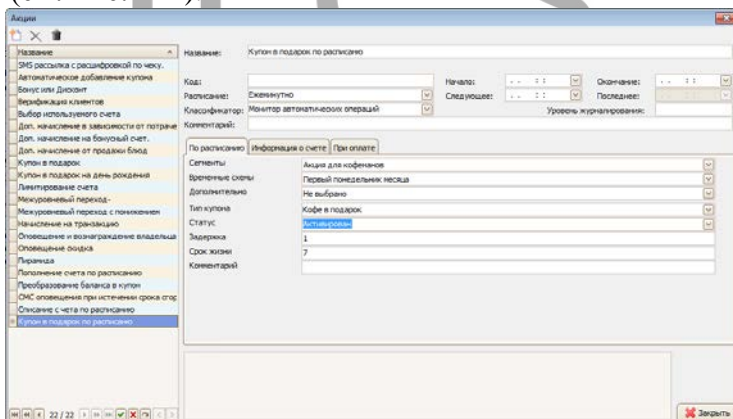 Акции
Название
SMS рассылка с расшифровкой по чеку.
Автоматическое добавление купона
Бонус или Дисконт
Верификация клиентов
Выбор используемого счета
Доп. начисление в зависимости от потраче
Доп. начисление на бонусный счет.
Доп. начисление от продажи блюд
Купон в подарок
Купон в подарок на день рождения
Лимитирование счета
Межуровневый переход-
Межуровневый переход с понижением
Начисление на транзакцию
Оповещение и вознаграждение владельца
Оповещение скидка
Пирамида
Пополнение счета по расписанию
Преобразование баланса в купон
СМС оповещения при истечении срока сгор
Списание с чета по расписанию
Купон в подарок по расписанию
22 / 22
Название: Купон в подарок по расписанию
Код: Начало: . . : : Окончание: . . : :
Расписание: Ежеминутно Следующее: . . : : Последнее: . . : :
Классификатор: Монитор автоматических операций Уровень журналирования:
Комментарий:
По расписанию Информация о счете При оплате
Сегменты Акция для кофеманов
Временные схемы Первый понедельник месяца
Дополнительно Не выбрано
Тип купона Кофе в подарок
Статус Активирован
Задержка 1
Срок жизни 7
Комментарий
Закрыть